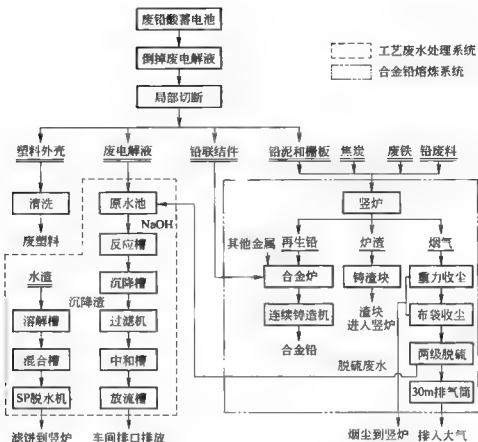 废铅酸蓄电池
倒掉废电解液
局部切断
工艺废水处理系统
合金铅熔炼系统
塑料外壳
废电解液
铅联结件
铅泥和栅板
焦炭
废铁
铅废料
清洗
废塑料
原水池
NaOH
反应槽
沉降槽
沉降渣
过滤机
中和槽
放流槽
车间排口排放
水渣
溶解槽
混合槽
SP脱水机
滤饼到竖炉
竖炉
其他金属
再生铅
炉渣
烟气
合金炉
连续铸造机
合金铅
铸渣块
渣块
进入竖炉
重力收尘
布袋收尘
两级脱硫
脱硫废水
30m排气筒
烟尘到竖炉
排入大气